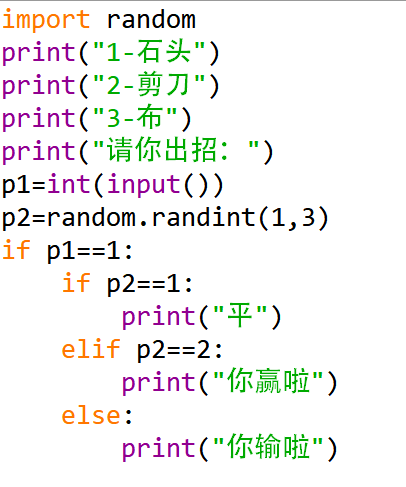 import random
print("1-石头")
print("2-剪刀")
print("3-布")
print("请你出招：")
p1=int(input())
p2=random.randint(1,3)
if p1==1:
    if p2==1:
        print("平")
    elif p2==2:
        print("你赢啦")
    else:
        print("你输啦")